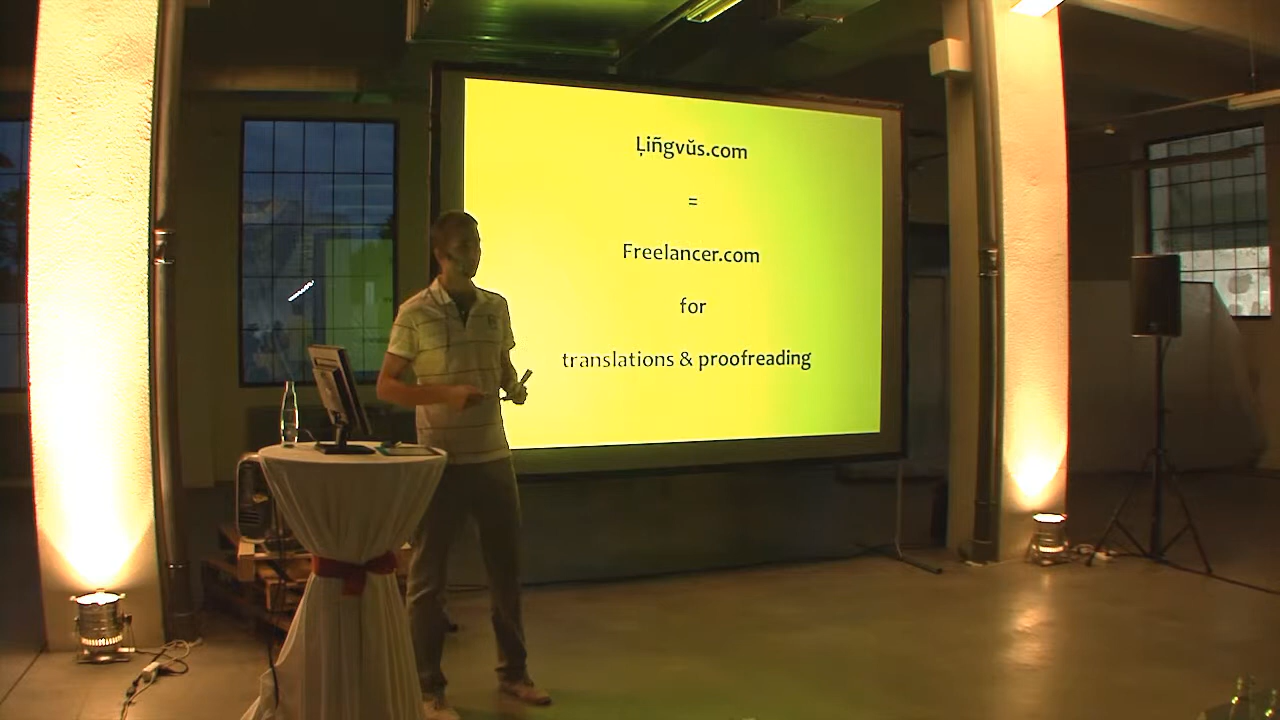 Ļiñgvŭs.com
=
Freelancer.com
for
translations & proofreading